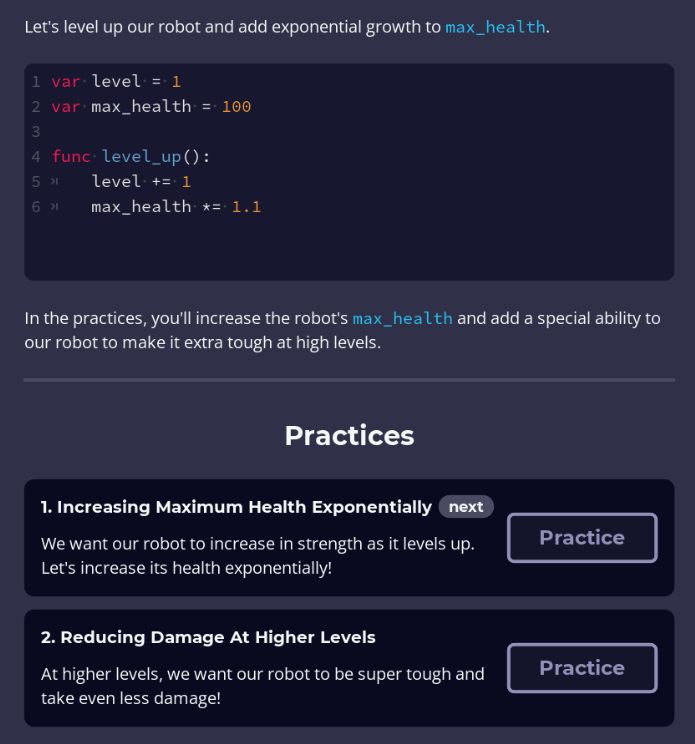 Let's level up our robot and add exponential growth to max_health.
1 var level = 1
2 var max_health = 100
3
4 func level_up():
5 level += 1
6 max_health *= 1.1
In the practices, you'll increase the robot's max_health and add a special ability to
our robot to make it extra tough at high levels.
Practices
1. Increasing Maximum Health Exponentially next
We want our robot to increase in strength as it levels up.
Let's increase its health exponentially!
Practice
2. Reducing Damage At Higher Levels
At higher levels, we want our robot to be super tough and
take even less damage!
Practice